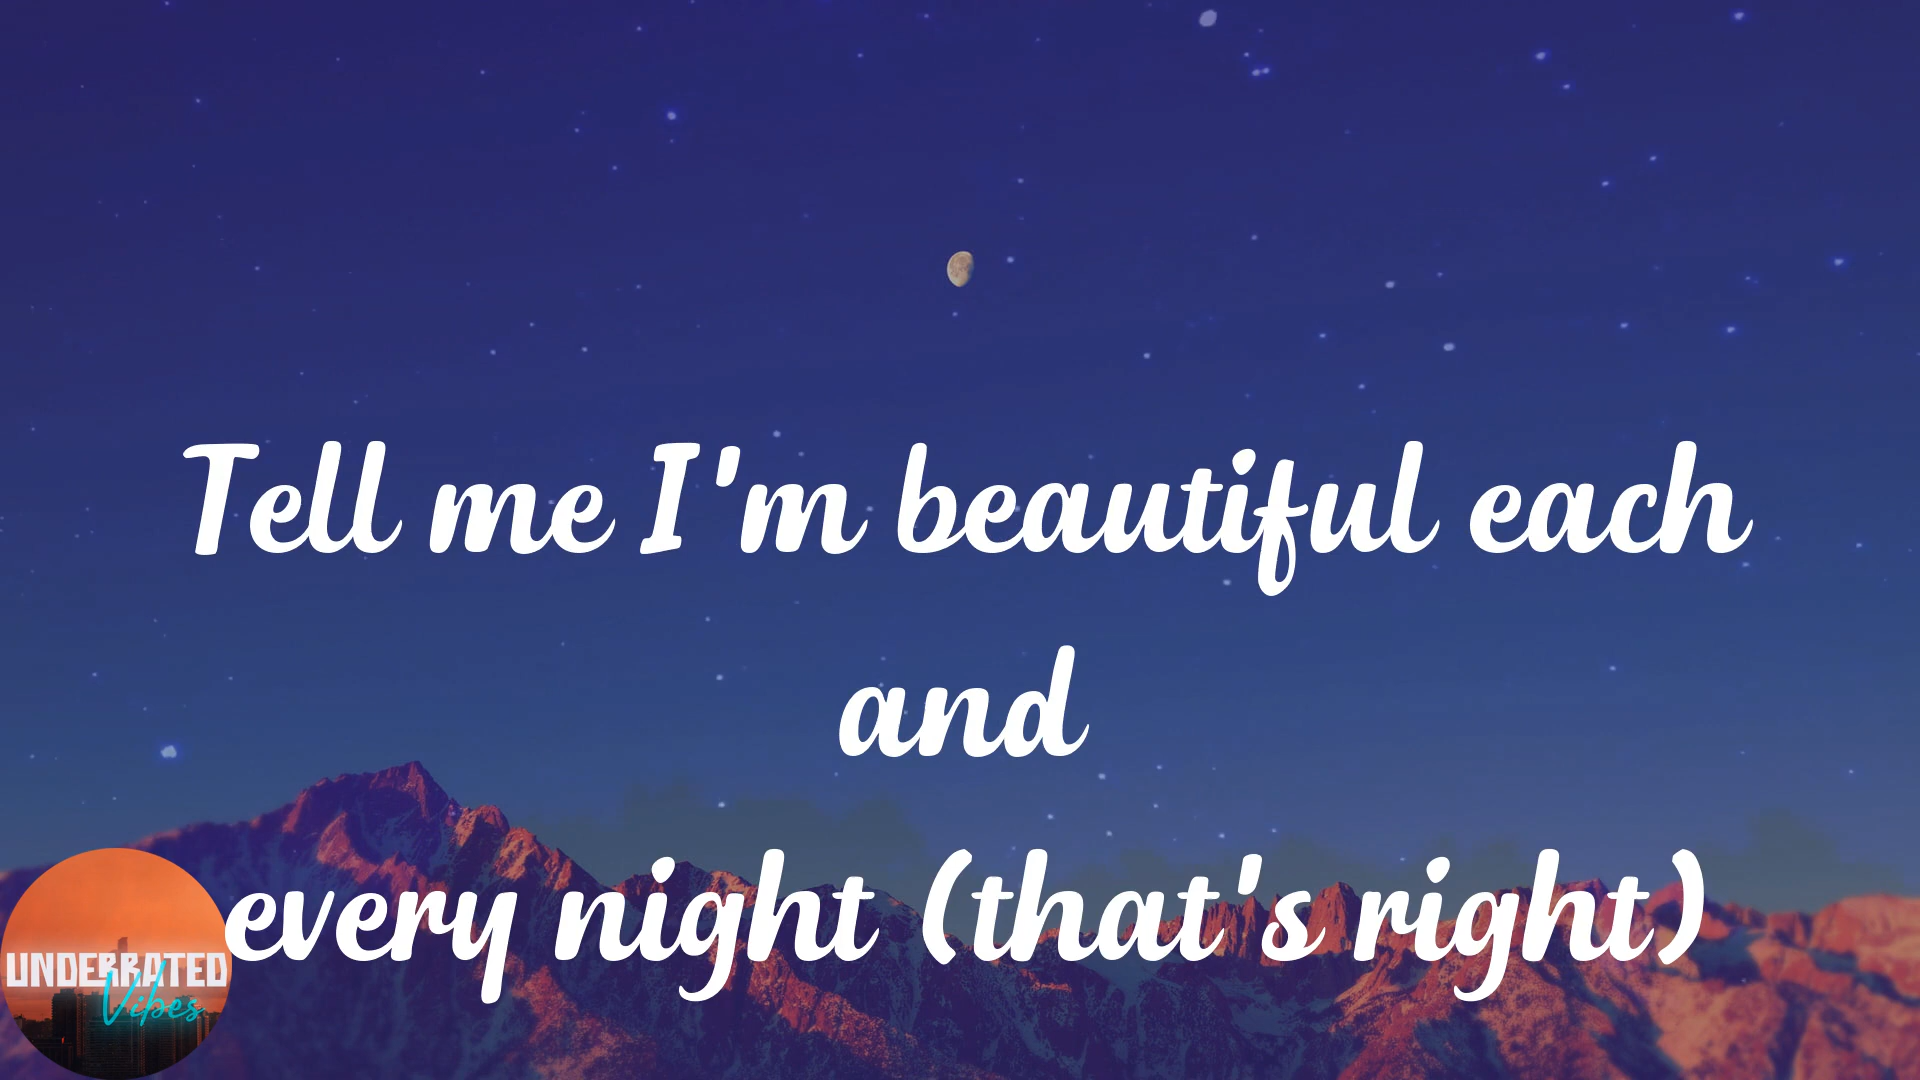 Tell me I'm beautiful each
and
every night (that's right)
UNDERRATED
Vibes